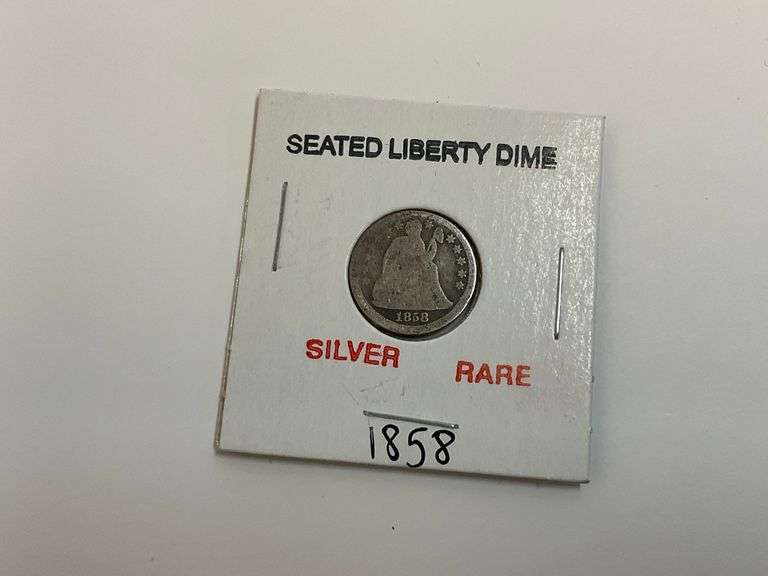 SEATED LIBERTY DIME
1858
SILVER RARE
1858